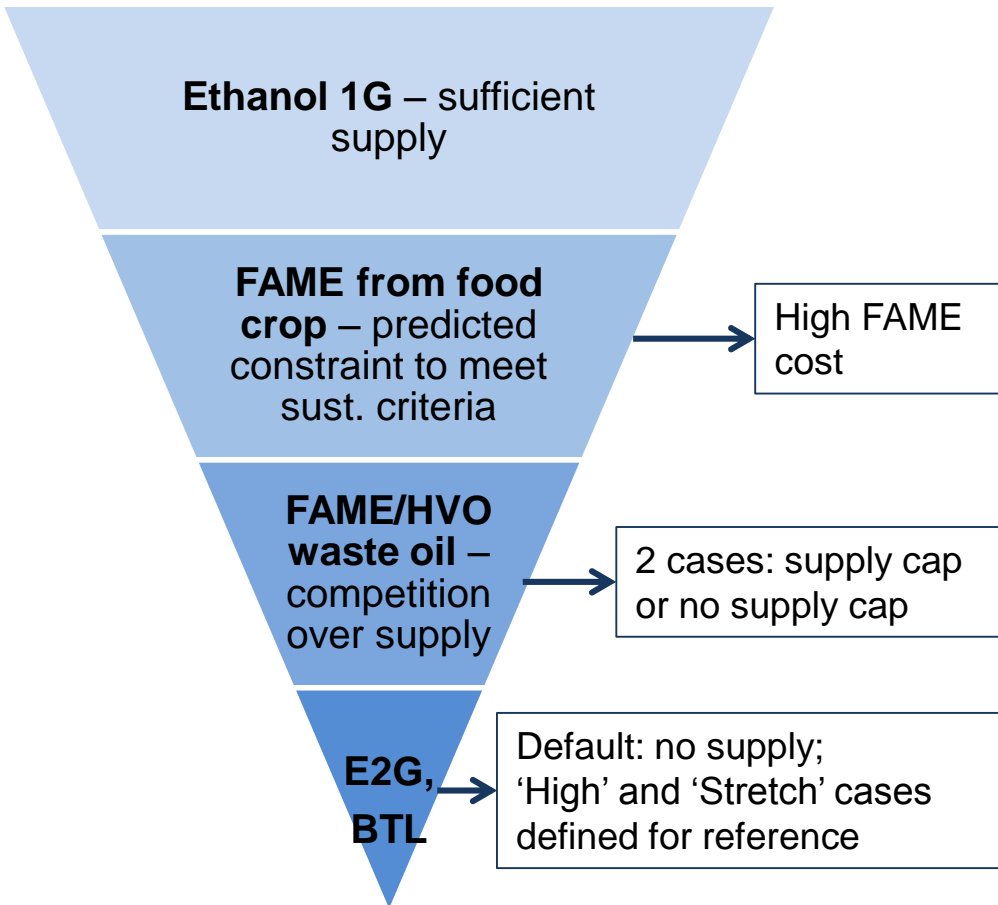 Ethanol 1G – sufficient
supply
FAME from food
crop – predicted
constraint to meet
sust. criteria
High FAME
cost
FAME/HVO
waste oil –
competition
over supply
2 cases: supply cap
or no supply cap
E2G,
BTL
Default: no supply;
‘High’ and ‘Stretch’ cases
defined for reference